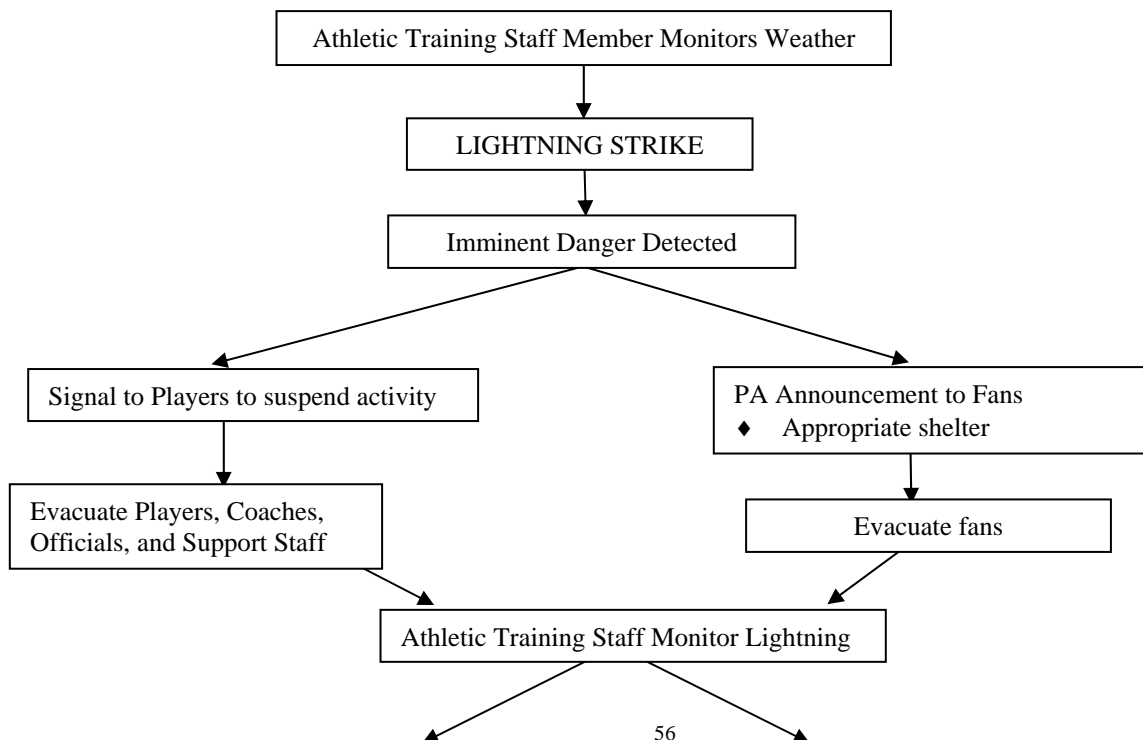 Athletic Training Staff Member Monitors Weather
LIGHTNING STRIKE
Imminent Danger Detected
Signal to Players to suspend activity
PA Announcement to Fans
♦ Appropriate shelter
Evacuate Players, Coaches,
Officials, and Support Staff
Evacuate fans
Athletic Training Staff Monitor Lightning
56